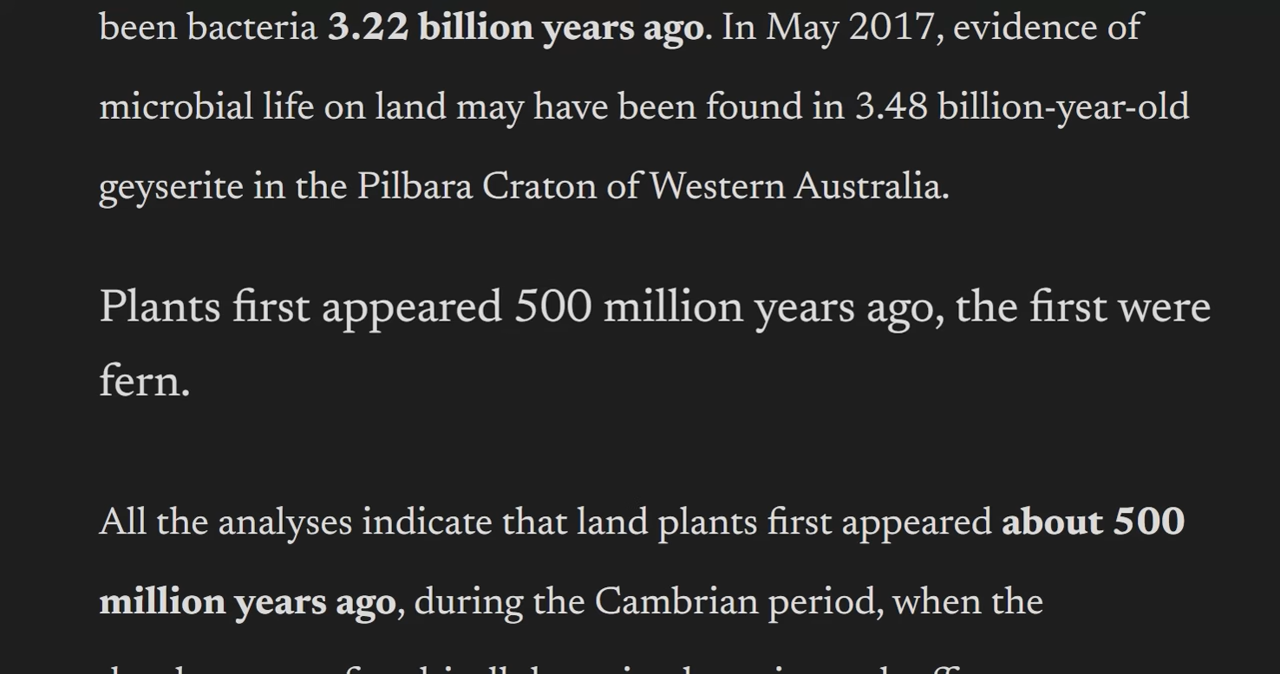 been bacteria 3.22 billion years ago. In May 2017, evidence of
microbial life on land may have been found in 3.48 billion-year-old
geyserite in the Pilbara Craton of Western Australia.
Plants first appeared 500 million years ago, the first were
fern.
All the analyses indicate that land plants first appeared about 500
million years ago, during the Cambrian period, when the